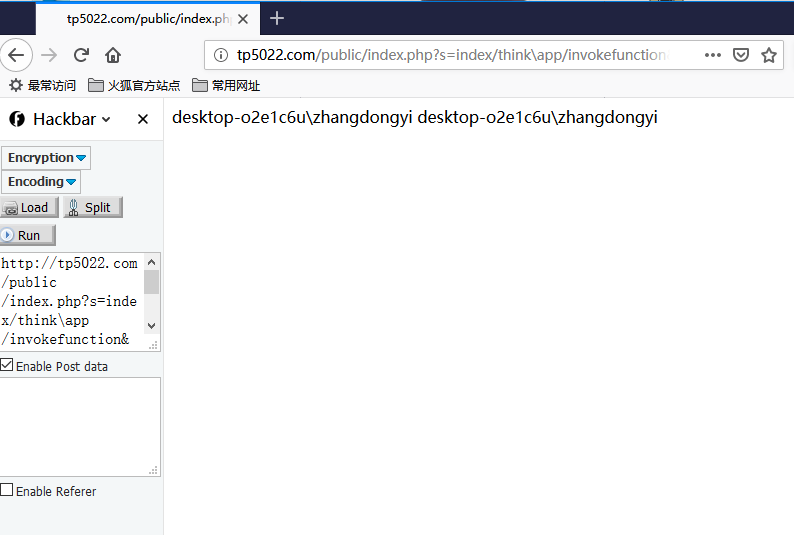 tp5022.com/public/index.ph
tp5022.com/public/index.php?s=index/think\app/invokefunction
最常访问 火狐官方站点 常用网址
Hackbar
desktop-o2e1c6u\zhangdongyi desktop-o2e1c6u\zhangdongyi
Encryption
Encoding
Load Split
Run
http://tp5022.com
/public
/index.php?s=inde
x/think\app
/invokefunction&
Enable Post data
Enable Referer